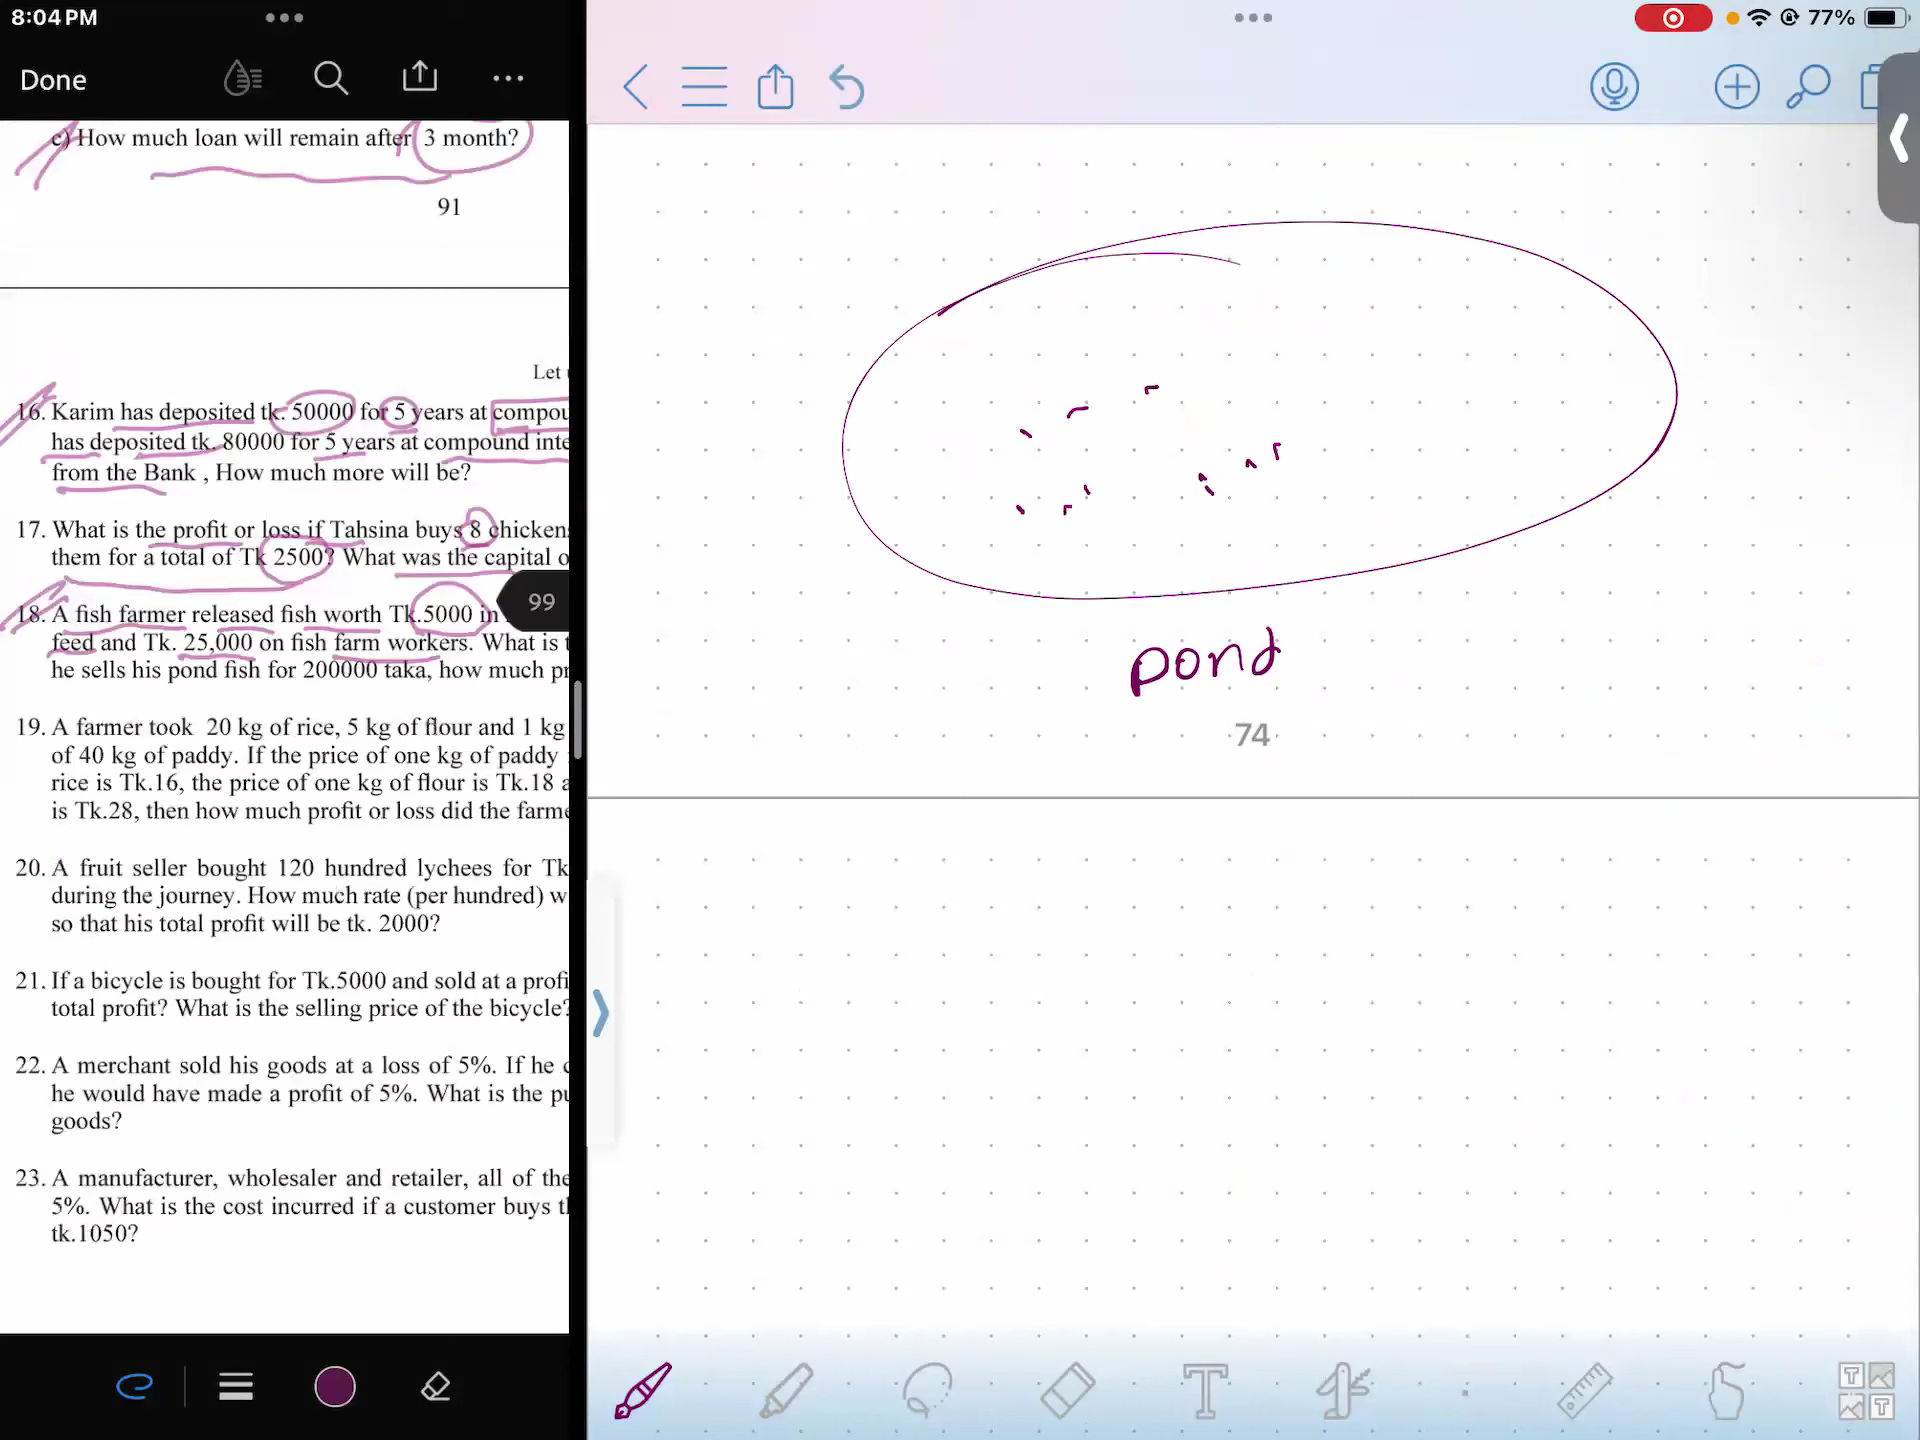 8:04 PM
77%
Done
c) How much loan will remain after 3 month?
91
Let
16. Karim has deposited tk. 50000 for 5 years at compou
has deposited tk. 80000 for 5 years at compound inte
from the Bank , How much more will be?
17. What is the profit or loss if Tahsina buys 8 chicken
them for a total of Tk 2500? What was the capital o
18. A fish farmer released fish worth Tk.5000 in
99
feed and Tk. 25,000 on fish farm workers. What is t
he sells his pond fish for 200000 taka, how much pr
19. A farmer took 20 kg of rice, 5 kg of flour and 1 kg
of 40 kg of paddy. If the price of one kg of paddy
rice is Tk.16, the price of one kg of flour is Tk.18 a
is Tk.28, then how much profit or loss did the farme
20. A fruit seller bought 120 hundred lychees for Tk
during the journey. How much rate (per hundred) w
so that his total profit will be tk. 2000?
21. If a bicycle is bought for Tk.5000 and sold at a profi
total profit? What is the selling price of the bicycle?
22. A merchant sold his goods at a loss of 5%. If he c
he would have made a profit of 5%. What is the pu
goods?
23. A manufacturer, wholesaler and retailer, all of the
5%. What is the cost incurred if a customer buys tl
tk.1050?
pond
74